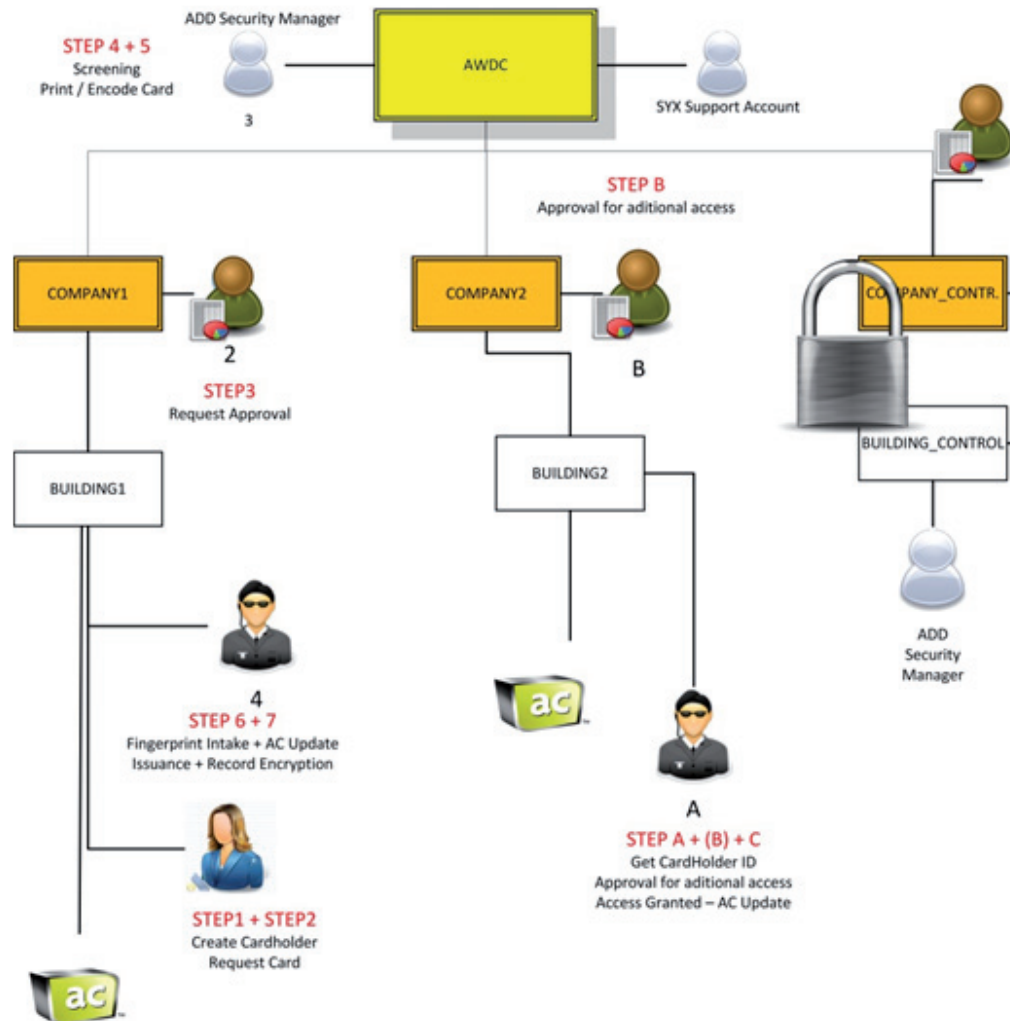 ADD Security Manager
STEP 4 + 5
Screening
Print / Encode Card
3
AWDC
SYX Support Account
STEP B
Approval for aditional access
COMPANY1
2
STEP3
Request Approval
COMPANY2
B
COMPANY_CONTR.
BUILDING1
BUILDING2
BUILDING_CONTROL
ADD
Security
Manager
4
STEP 6 + 7
Fingerprint Intake + AC Update
Issuance + Record Encryption
ac
TM
A
STEP A + (B) + C
Get CardHolder ID
Approval for aditional access
Access Granted – AC Update
STEP1 + STEP2
Create Cardholder
Request Card
ac
TM